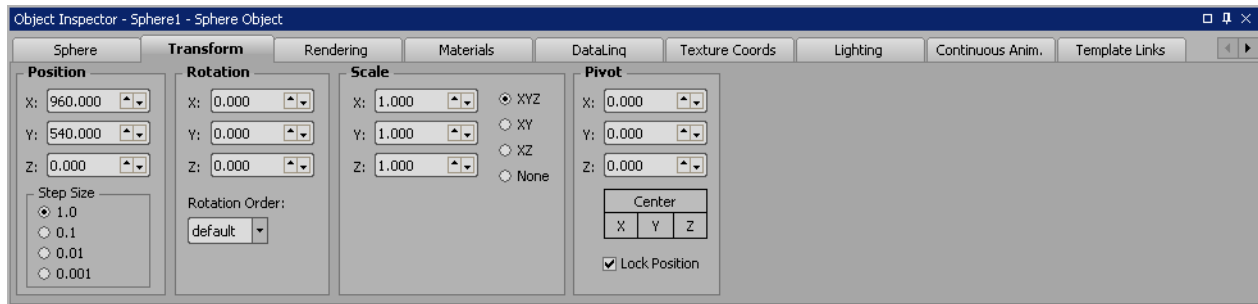 Object Inspector - Sphere1 - Sphere Object
Sphere Transform Rendering Materials DataLinq Texture Coords Lighting Continuous Anim. Template Links
Position Rotation Scale Pivot
X: 960.000 X: 0.000 X: 1.000 XYZ X: 0.000
XY
Y: 540.000 Y: 0.000 Y: 1.000 Y: 0.000
XZ
Z: 0.000 Z: 0.000 Z: 1.000 Z: 0.000
None
Step Size Rotation Order: Center
1.0
default X Y Z
0.1
0.01
Lock Position
0.001